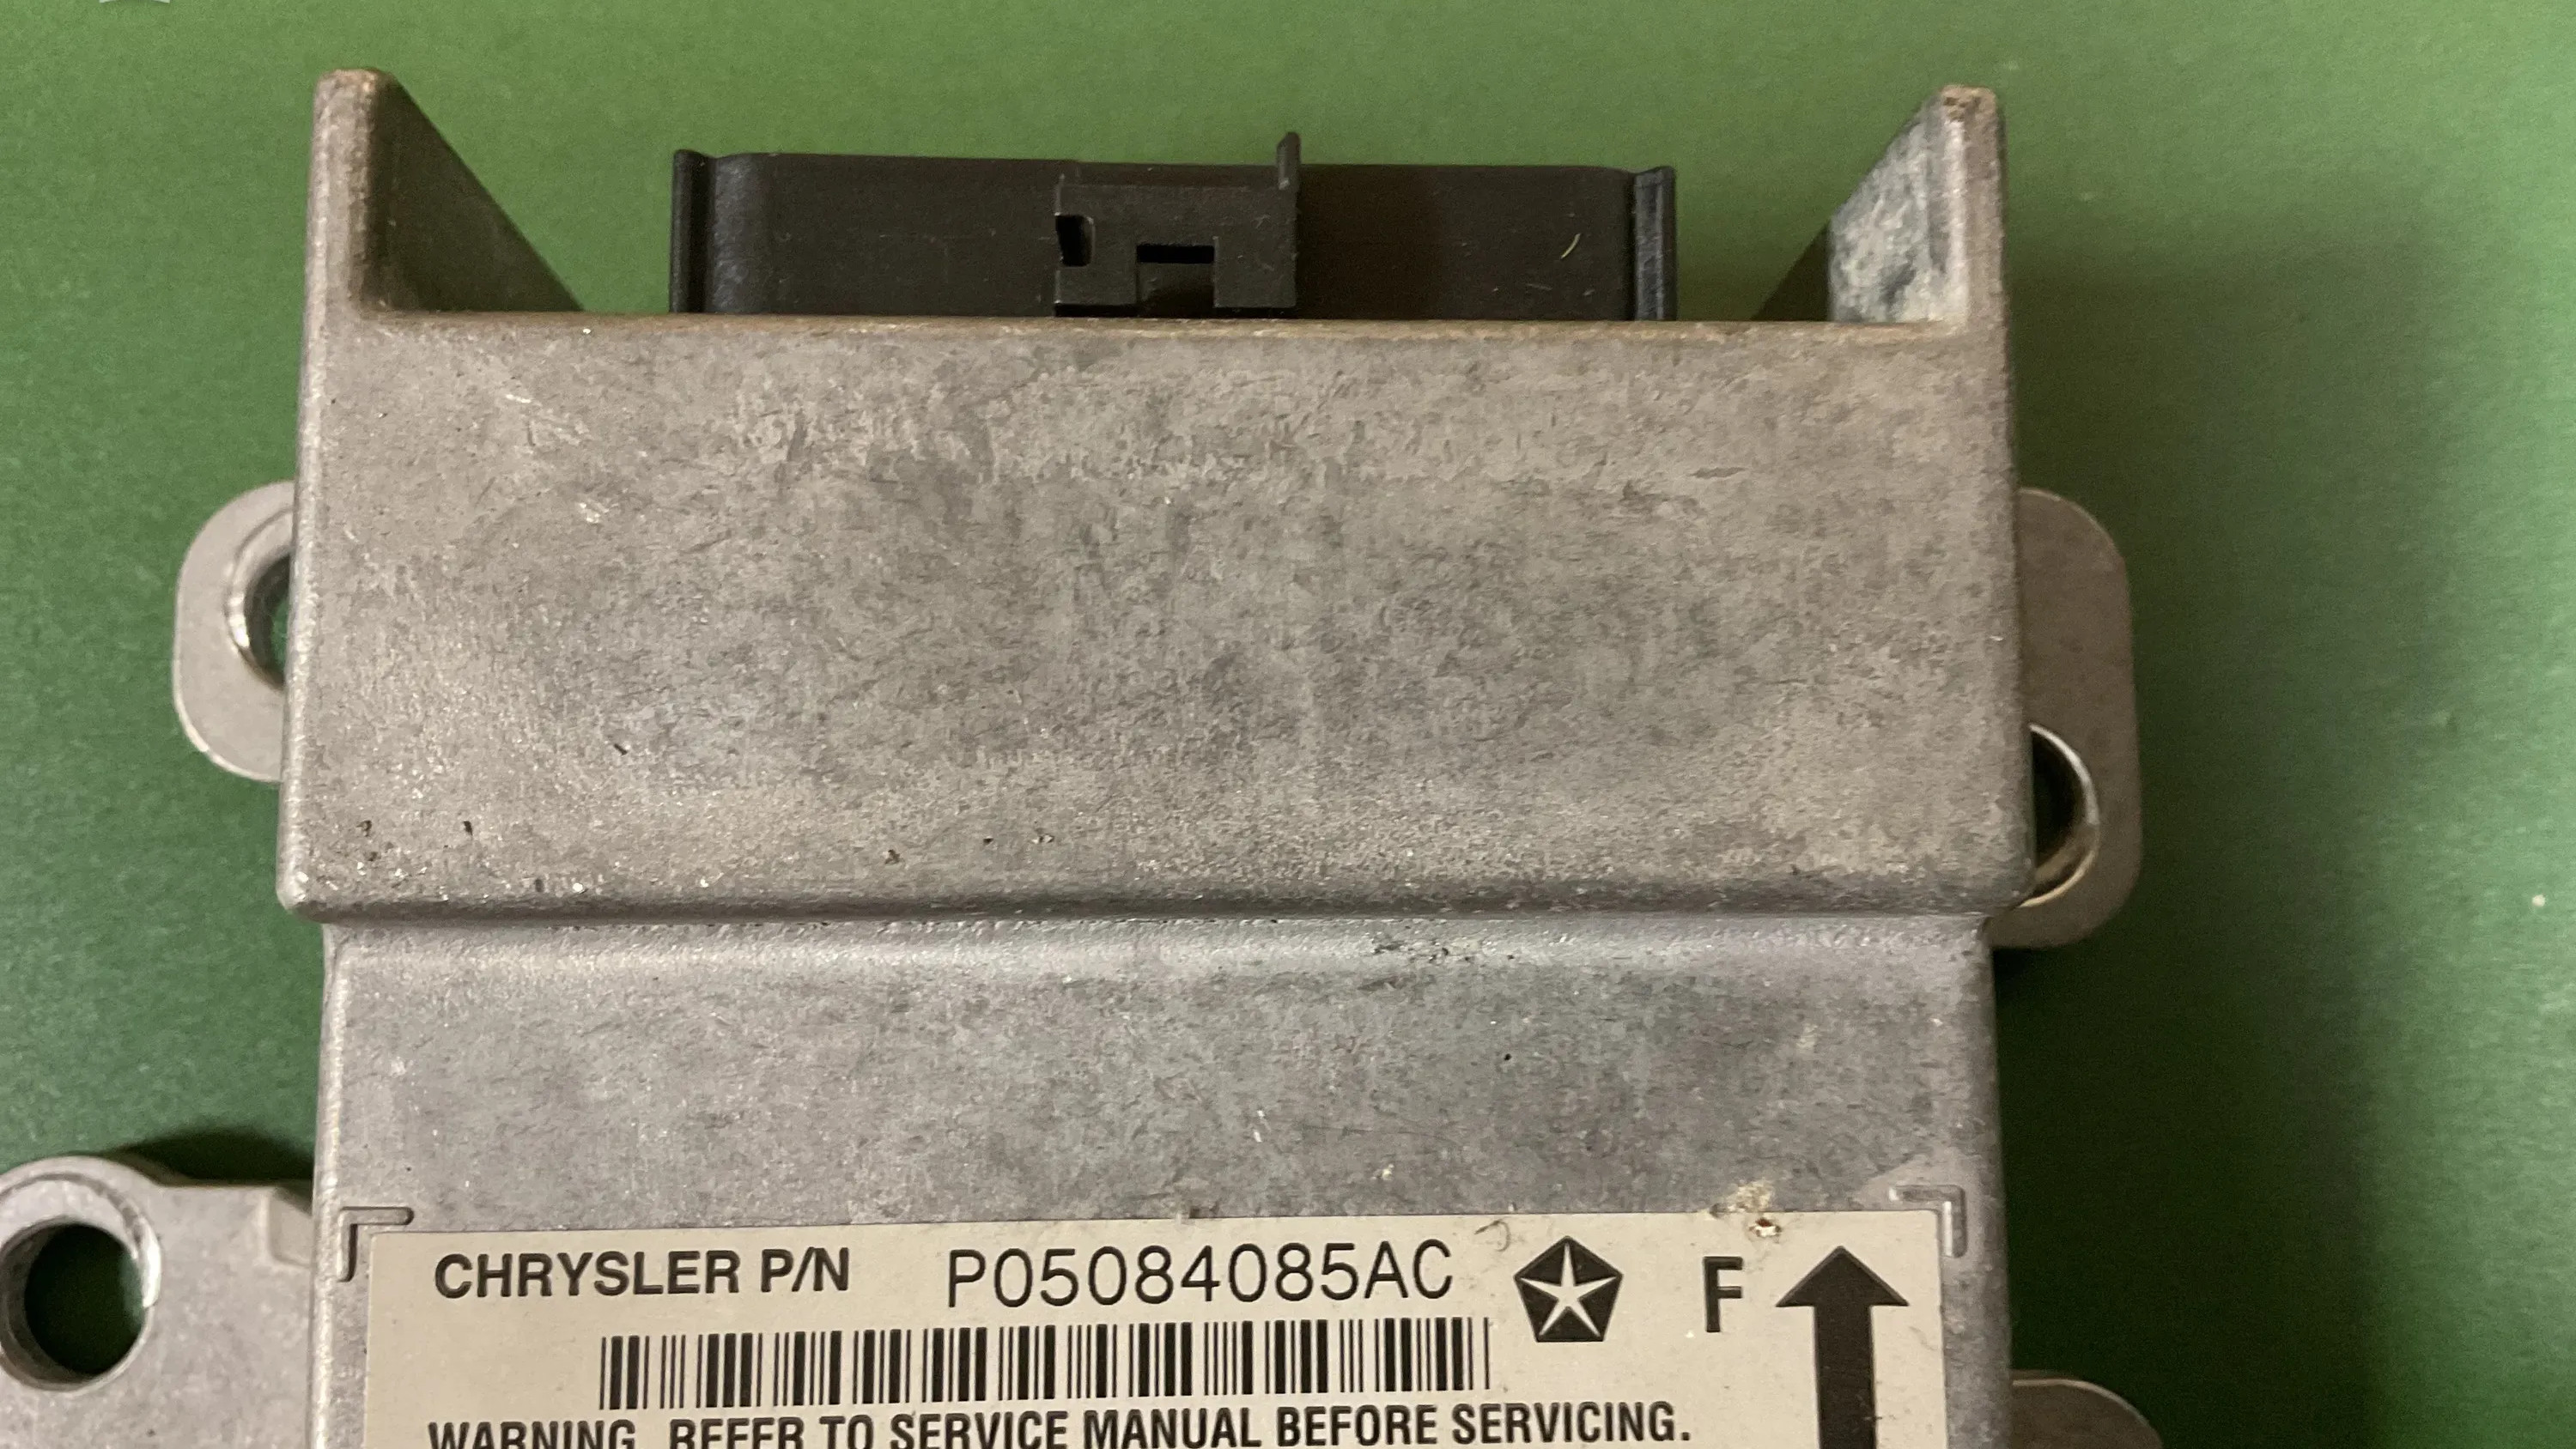 CHRYSLER P/N P05084085AC F
WARNING. REFER TO SERVICE MANUAL BEFORE SERVICING.